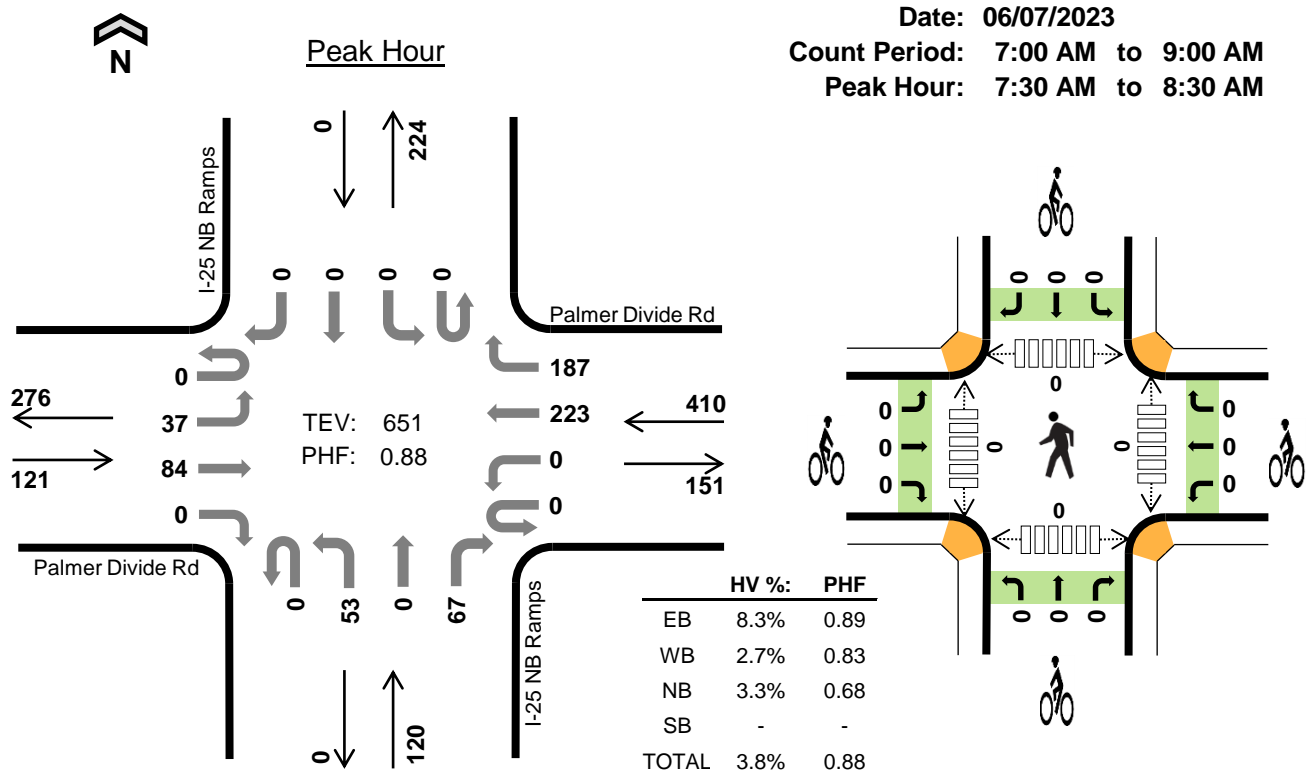 Date: 06/07/2023
Count Period: 7:00 AM to 9:00 AM
Peak Hour: 7:30 AM to 8:30 AM
N
Peak Hour
0
224
I-25 NB Ramps
0 0 0 0
Palmer Divide Rd
0
37
84
0
276
121
TEV: 651
PHF: 0.88
187
223
0
0
410
151
Palmer Divide Rd
0 53 0 67
I-25 NB Ramps
0
120
HV %: PHF
EB 8.3% 0.89
WB 2.7% 0.83
NB 3.3% 0.68
SB - -
TOTAL 3.8% 0.88
0 0 0
0
0
0
0
0
0
0
0
0
0
0 0 0